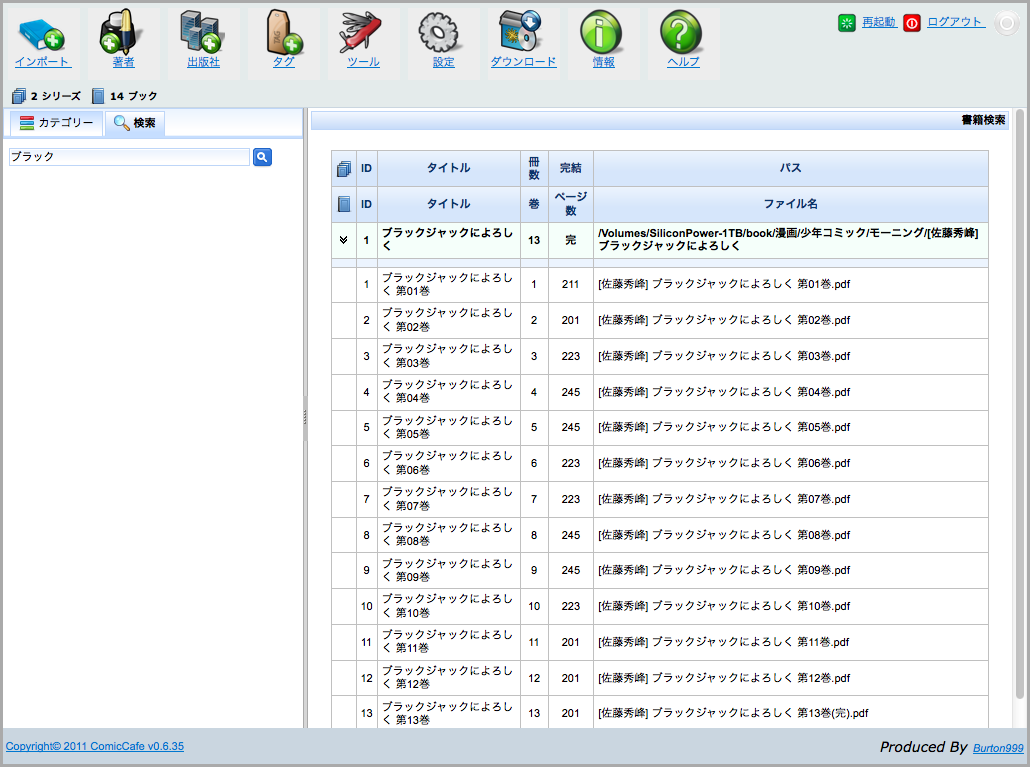 インポート 著者 出版社 タグ ツール 設定 ダウンロード 情報 ヘルプ 再起動 ログアウト
TAG
2 シリーズ 14 ブック
カテゴリー 検索 書籍検索
ブラック
ID タイトル 冊数 完結 パス
ID タイトル 巻 ページ数 ファイル名
1 ブラックジャックによろしく 13 完 /Volumes/SiliconPower-1TB/book/漫画/少年コミック/モーニング/[佐藤秀峰] ブラックジャックによろしく
1 ブラックジャックによろしく 第01巻 1 211 [佐藤秀峰] ブラックジャックによろしく 第01巻.pdf
2 ブラックジャックによろしく 第02巻 2 201 [佐藤秀峰] ブラックジャックによろしく 第02巻.pdf
3 ブラックジャックによろしく 第03巻 3 223 [佐藤秀峰] ブラックジャックによろしく 第03巻.pdf
4 ブラックジャックによろしく 第04巻 4 245 [佐藤秀峰] ブラックジャックによろしく 第04巻.pdf
5 ブラックジャックによろしく 第05巻 5 245 [佐藤秀峰] ブラックジャックによろしく 第05巻.pdf
6 ブラックジャックによろしく 第06巻 6 223 [佐藤秀峰] ブラックジャックによろしく 第06巻.pdf
7 ブラックジャックによろしく 第07巻 7 223 [佐藤秀峰] ブラックジャックによろしく 第07巻.pdf
8 ブラックジャックによろしく 第08巻 8 245 [佐藤秀峰] ブラックジャックによろしく 第08巻.pdf
9 ブラックジャックによろしく 第09巻 9 245 [佐藤秀峰] ブラックジャックによろしく 第09巻.pdf
10 ブラックジャックによろしく 第10巻 10 223 [佐藤秀峰] ブラックジャックによろしく 第10巻.pdf
11 ブラックジャックによろしく 第11巻 11 201 [佐藤秀峰] ブラックジャックによろしく 第11巻.pdf
12 ブラックジャックによろしく 第12巻 12 201 [佐藤秀峰] ブラックジャックによろしく 第12巻.pdf
13 ブラックジャックによろしく 第13巻 13 201 [佐藤秀峰] ブラックジャックによろしく 第13巻(完).pdf
Copyright© 2011 ComicCafe v0.6.35 Produced By Burton999